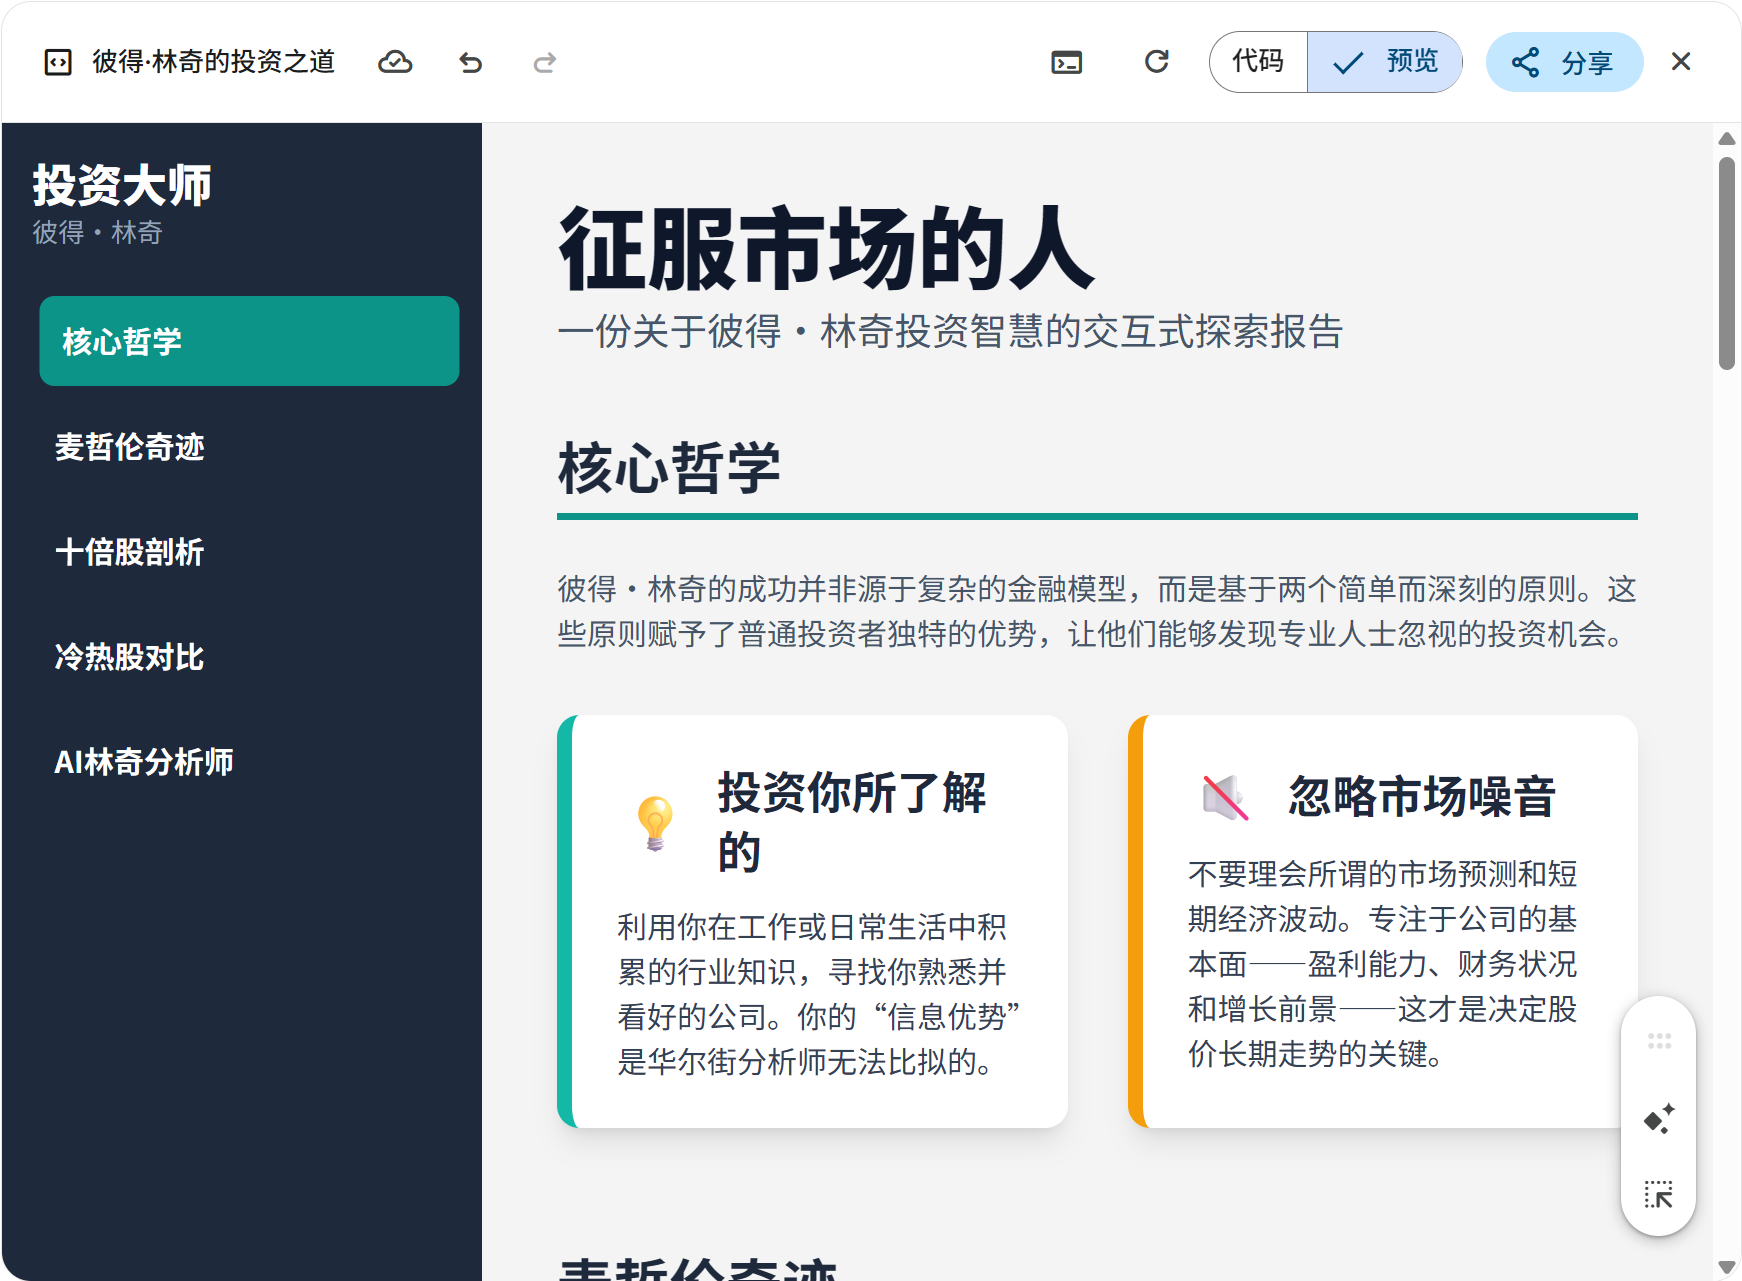 彼得·林奇的投资之道
代码
预览
分享
投资大师
彼得·林奇
核心哲学
麦哲伦奇迹
十倍股剖析
冷热股对比
AI林奇分析师
征服市场的人
一份关于彼得·林奇投资智慧的交互式探索报告
核心哲学
彼得·林奇的成功并非源于复杂的金融模型，而是基于两个简单而深刻的原则。这
些原则赋予了普通投资者独特的优势，让他们能够发现专业人士忽视的投资机会。
投资你所了解
的
利用你在工作或日常生活中积
累的行业知识，寻找你熟悉并
看好的公司。你的“信息优势”
是华尔街分析师无法比拟的。
忽略市场噪音
不要理会所谓的市场预测和短
期经济波动。专注于公司的基
本面——盈利能力、财务状况
和增长前景——这才是决定股
价长期走势的关键。
麦哲伦奇迹